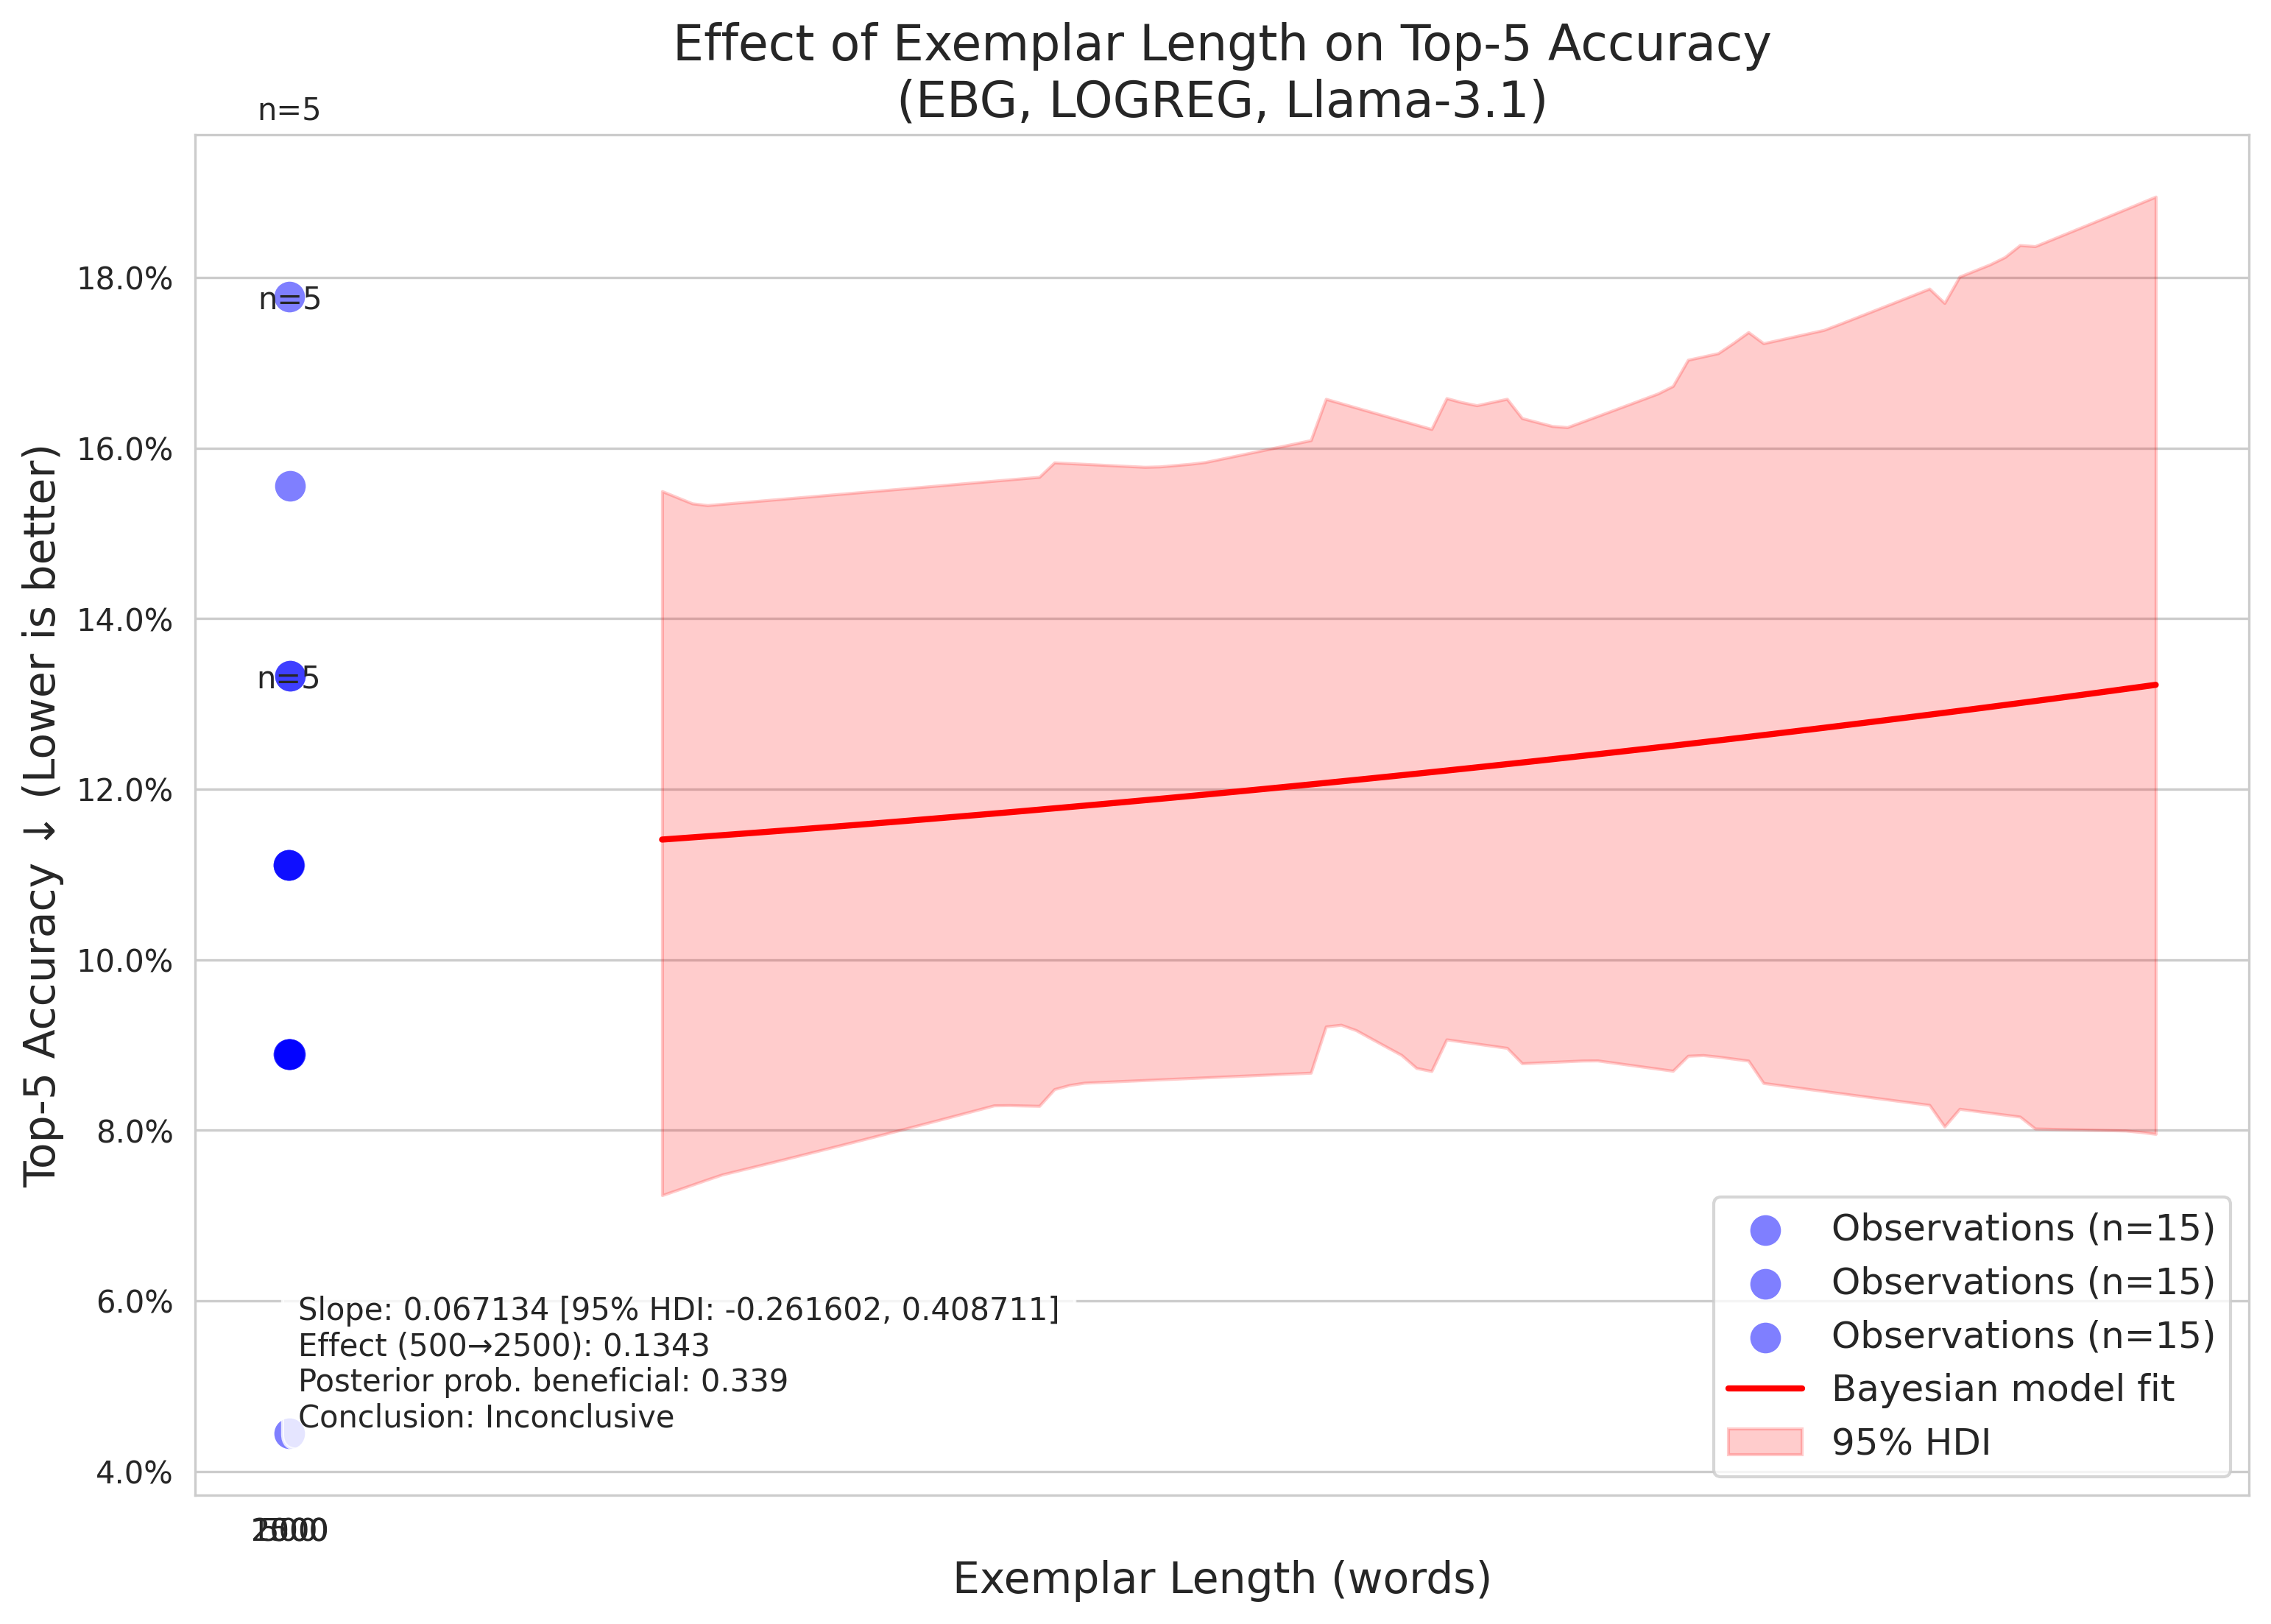 Effect of Exemplar Length on Top-5 Accuracy
(EBG, LOGREG, Llama-3.1)
n=5
n=5
n=5
Top-5 Accuracy ↓ (Lower is better)
18.0%
16.0%
14.0%
12.0%
10.0%
8.0%
6.0%
4.0%
Slope: 0.067134 [95% HDI: -0.261602, 0.408711]
Effect (500→2500): 0.1343
Posterior prob. beneficial: 0.339
Conclusion: Inconclusive
Observations (n=15)
Observations (n=15)
Observations (n=15)
Bayesian model fit
95% HDI
Exemplar Length (words)